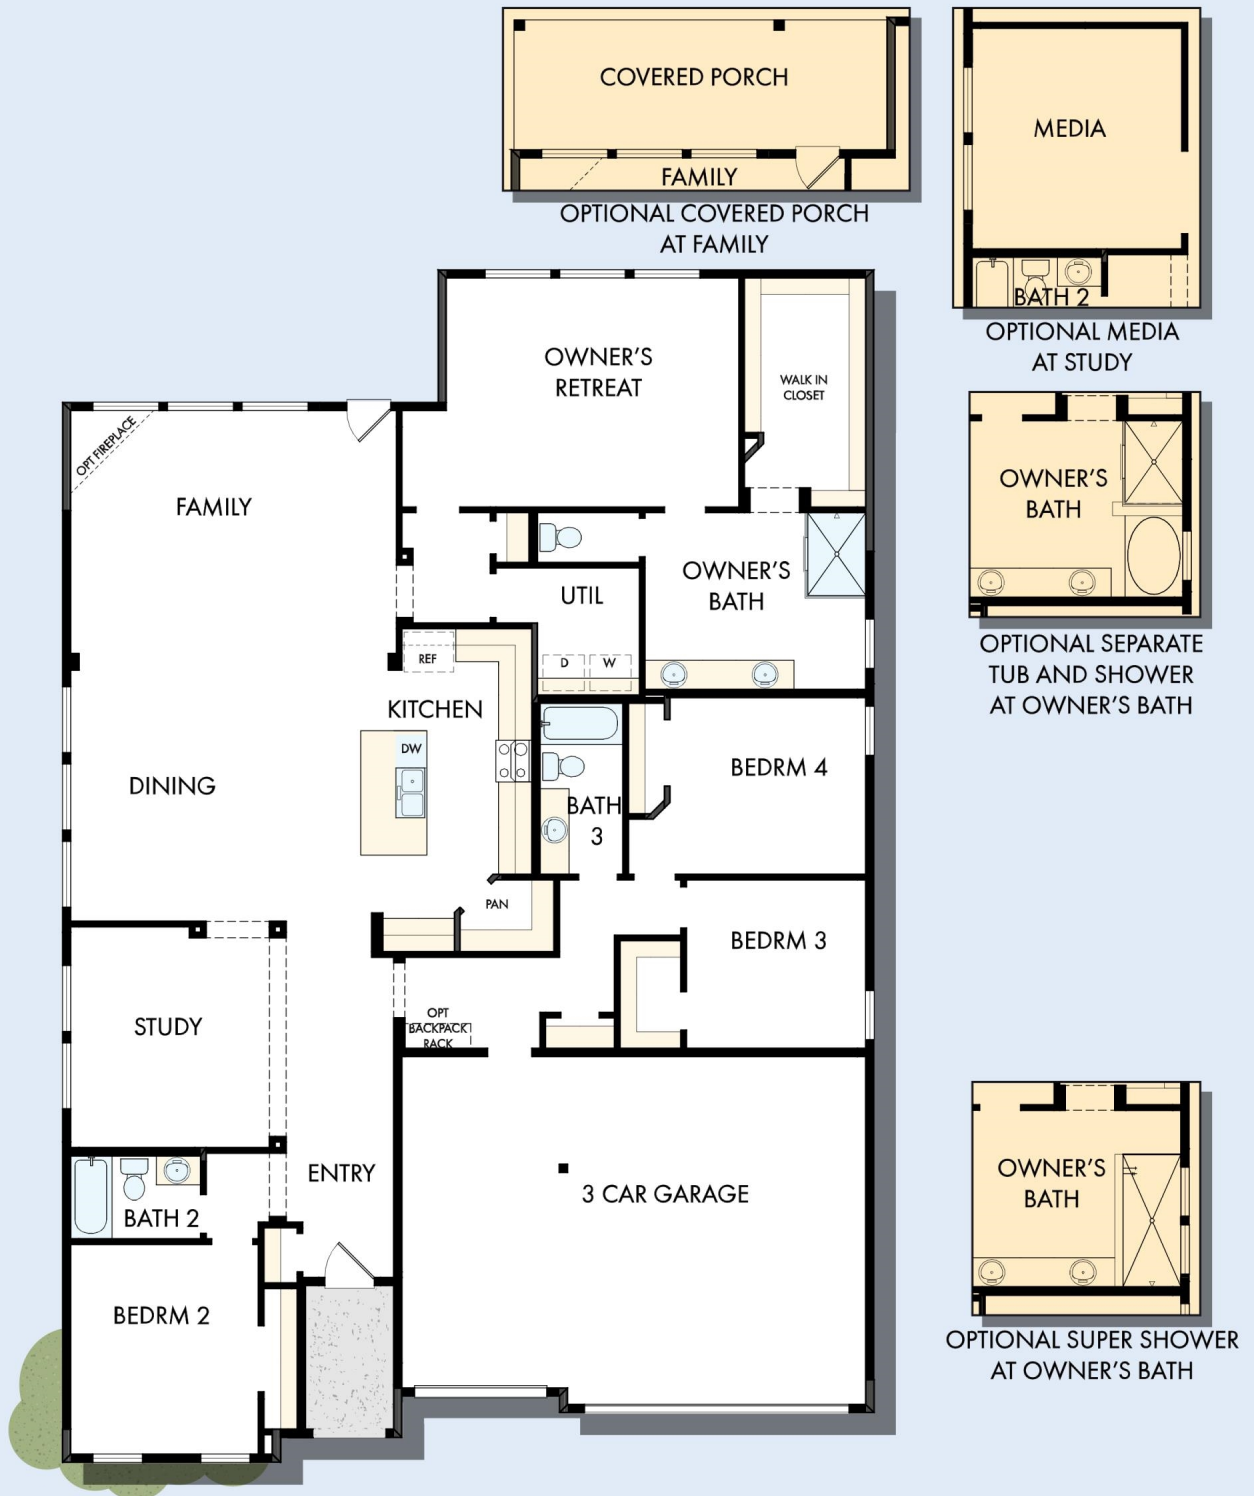 COVERED PORCH
FAMILY
OPTIONAL COVERED PORCH
AT FAMILY
MEDIA
BATH 2
OPTIONAL MEDIA
AT STUDY
OWNER'S
RETREAT
WALK IN
CLOSET
OPT FIREPLACE
FAMILY
OWNER'S
BATH
UTIL
REF
D
W
KITCHEN
DW
DINING
BATH
3
BEDRM 4
PAN
BEDRM 3
STUDY
OPT
BACKPACK
RACK
ENTRY
3 CAR GARAGE
BATH 2
BEDRM 2
OWNER'S
BATH
OPTIONAL SEPARATE
TUB AND SHOWER
AT OWNER'S BATH
OWNER'S
BATH
OPTIONAL SUPER SHOWER
AT OWNER'S BATH